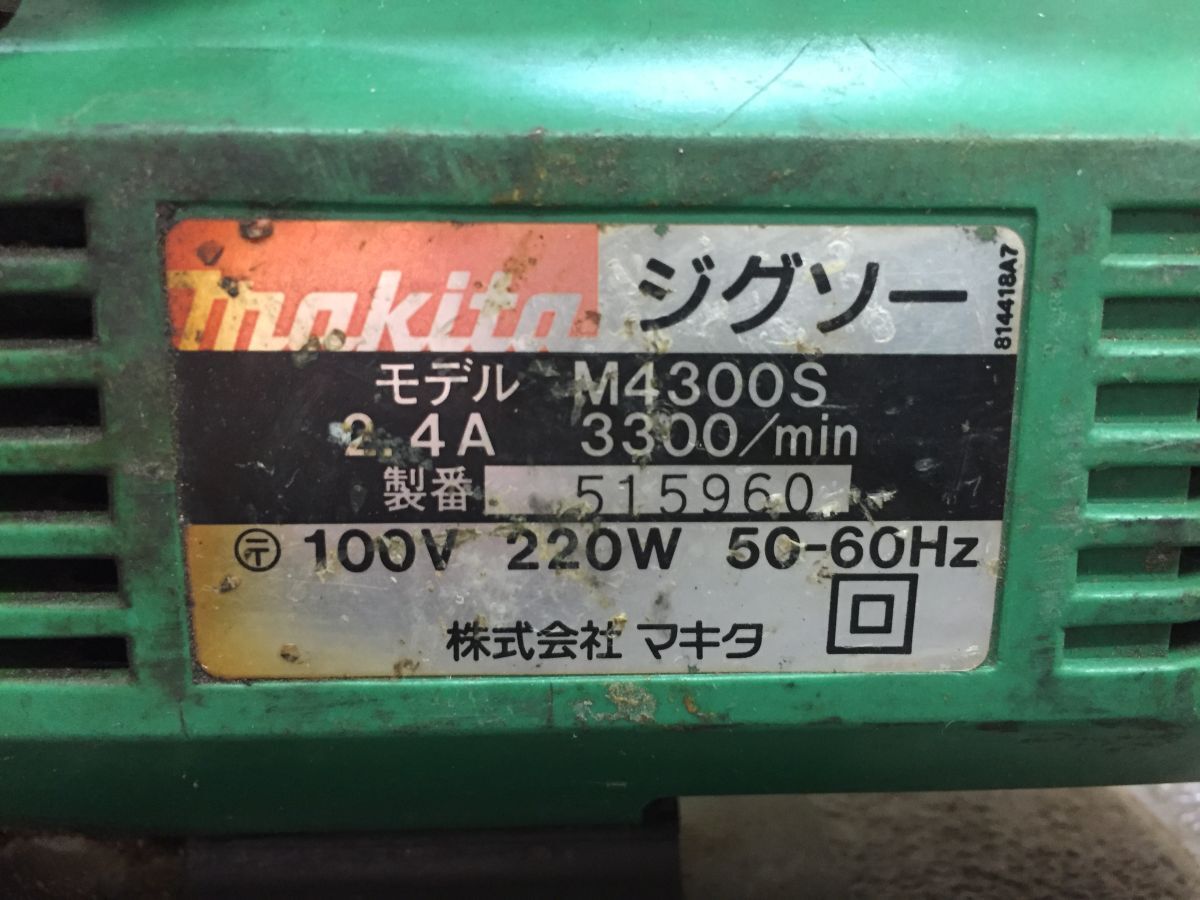 makita ジグソー
814418A7
モデル M4300S
2.4A 3300/min
製番 515960
〒 100V 220W 50-60Hz
株式会社 マキタ